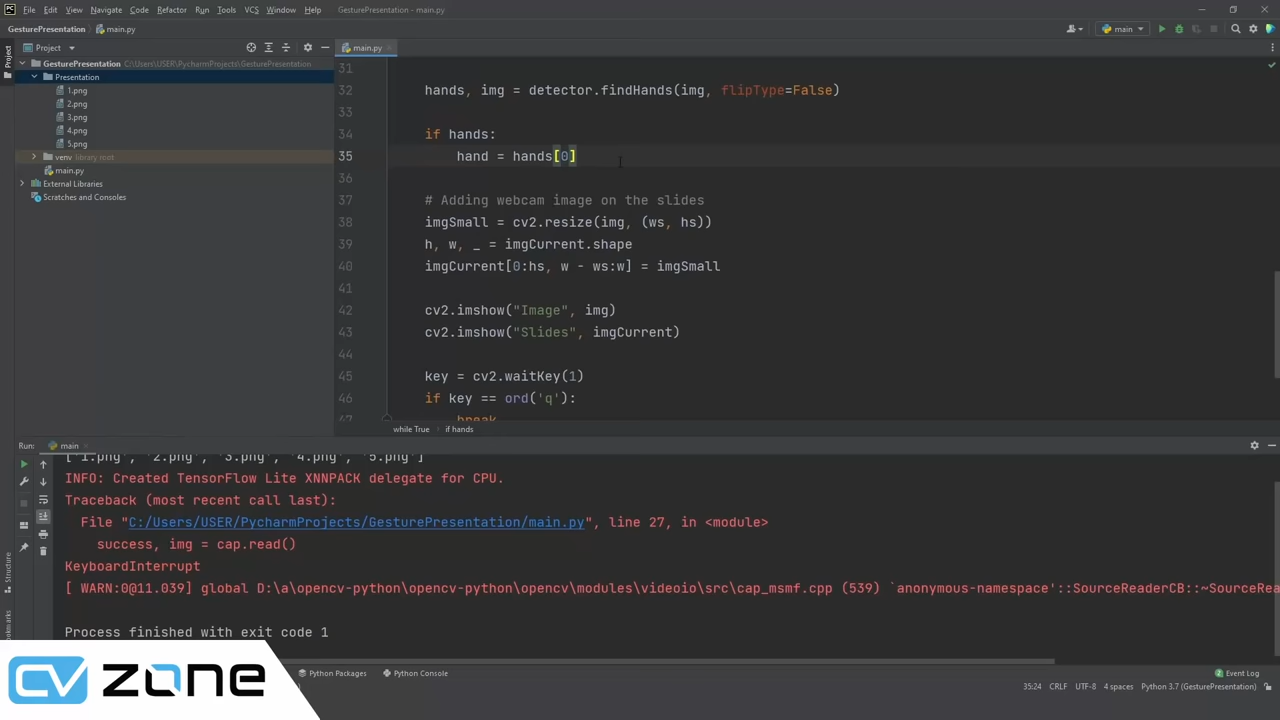 PC File Edit View Navigate Code Refactor Run Tools VCS Window Help GesturePresentation - main.py
GesturePresentation main.py main
Project main.py
GesturePresentation C:\Users\USER\PycharmProjects\GesturePresentation
Presentation
1.png
2.png
3.png
4.png
5.png
venv library root
main.py
External Libraries
Scratches and Consoles
Project
31
32 hands, img = detector.findHands(img, flipType=False)
33
34 if hands:
35 hand = hands[0]
36
37 # Adding webcam image on the slides
38 imgSmall = cv2.resize(img, (ws, hs))
39 h, w, _ = imgCurrent.shape
40 imgCurrent[0:hs, w - ws:w] = imgSmall
41
42 cv2.imshow("Image", img)
43 cv2.imshow("Slides", imgCurrent)
44
45 key = cv2.waitKey(1)
46 if key == ord('q'):
47 break
while True if hands
Run: main
['1.png', '2.png', '3.png', '4.png', '5.png']
INFO: Created TensorFlow Lite XNNPACK delegate for CPU.
Traceback (most recent call last):
File "C:/Users/USER/PycharmProjects/GesturePresentation/main.py", line 27, in <module>
success, img = cap.read()
KeyboardInterrupt
[ WARN:0@11.039] global D:\a\opencv-python\opencv-python\opencv\modules\videoio\src\cap_msmf.cpp (539) `anonymous-namespace'::SourceReaderCB::~SourceRea
Process finished with exit code 1
Structure
CV ZONE
Python Packages Python Console Event Log
35:24 CRLF UTF-8 4 spaces Python 3.7 (GesturePresentation)